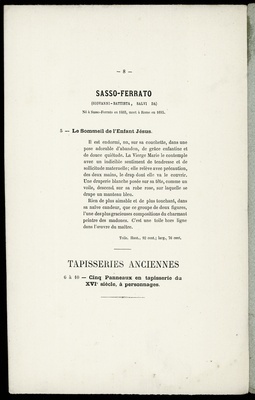 — 8 —
SASSO-FERRATO
(GIOVANNI-BATTISTA, SALVI DA)
Né à Sasso-Ferrato en 1605, mort à Rome en 1685.
5 — Le Sommeil de l'Enfant Jésus.
Il est endormi, nu, sur sa couchette, dans une
pose adorable d'abandon, de grâce enfantine et
de douce quiétude. La Vierge Marie le contemple
avec un indicible sentiment de tendresse et de
sollicitude maternelle; elle relève avec précaution,
des deux mains, le drap dont elle va le couvrir.
Une draperie blanche posée sur sa tête, comme un
voile, descend sur sa robe rose, sur laquelle se
drape un manteau bleu.
Rien de plus aimable et de plus touchant, dans
sa naïve candeur, que ce groupe de deux figures,
l'une des plus gracieuses compositions du charmant
peintre des madones. C'est une toile hors ligne
dans l'œuvre du maître.
Toile. Haut., 95 cent; larg., 76 cent.
TAPISSERIES ANCIENNES
6 à 10 — Cinq Panneaux en tapisserie du
XVIe siècle, à personnages.